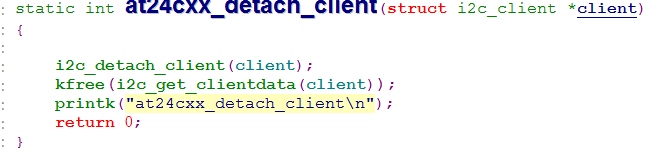 : static int at24cxx_detach_client(struct i2c_client *client)
: {
:
: i2c_detach_client(client);
: kfree(i2c_get_clientdata(client));
: printk("at24cxx_detach_client\n");
: return 0;
: }